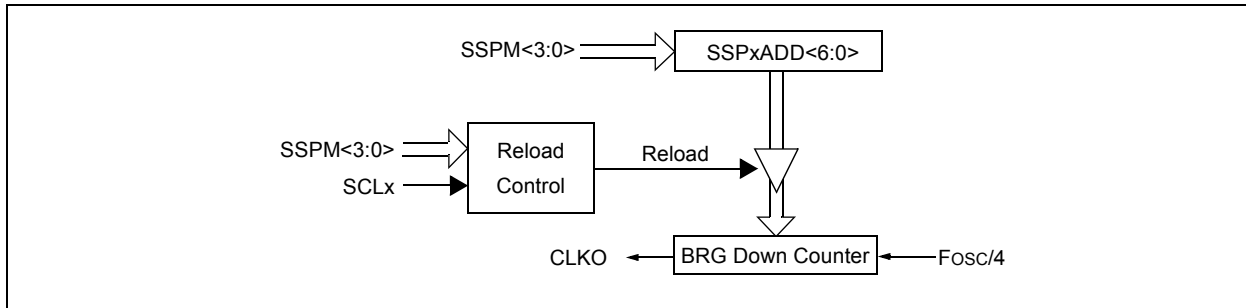 SSPM<3:0>
SSPxADD<6:0>
SSPM<3:0>
SCLx
Reload
Control
Reload
CLKO
BRG Down Counter
FOSC/4